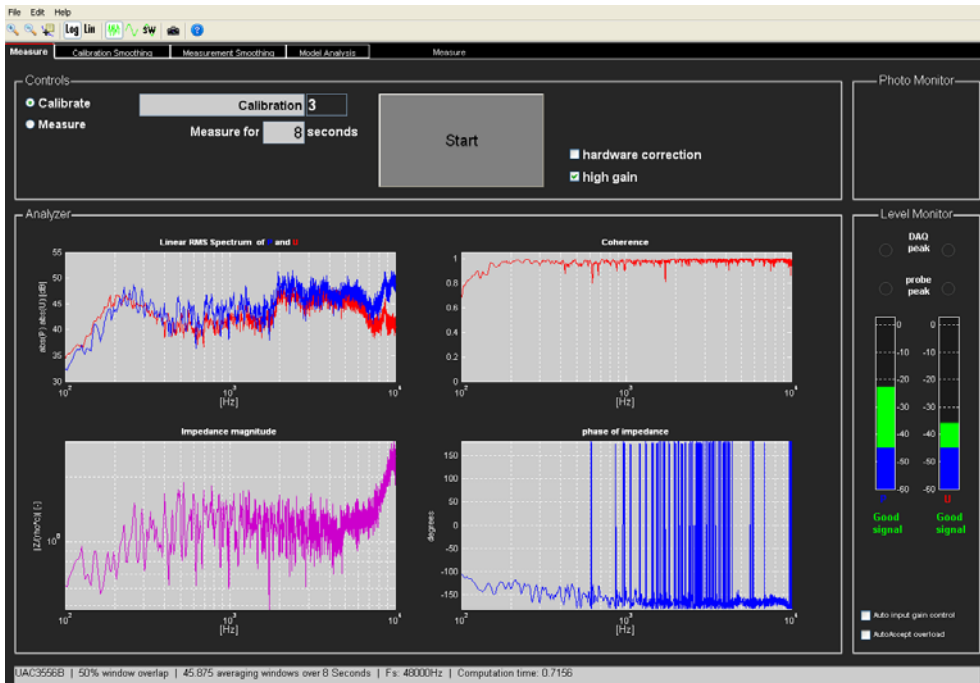 File Edit Help
Log Lin SW
Measure Calibration Smoothing Measurement Smoothing Model Analysis Measure
Controls
Calibrate
Measure
Calibration 3
Measure for 8 seconds
Start
hardware correction
high gain
Photo Monitor
Analyzer
Linear RMS Spectrum of P and U
55
50
45
40
35
30
abs(P) abs(U) [dB]
10² 10³ 10⁴
[Hz]
Coherence
1
0.8
0.6
0.4
0.2
0
10² 10³ 10⁴
[Hz]
Impedance magnitude
|Z/(rho*c)| [-]
10² 10³ 10⁴
[Hz]
phase of impedance
150
100
50
0
-50
-100
-150
degrees
10² 10³ 10⁴
[Hz]
Level Monitor
DAQ
peak
probe
peak
0 0
-10 -10
-20 -20
-30 -30
-40 -40
-50 -50
-60 -60
P U
Good Good
signal signal
Auto input gain control
AutoAccept overload
UAC3556B | 50% window overlap | 45.875 averaging windows over 8 Seconds | Fs: 48000Hz | Computation time: 0.7156